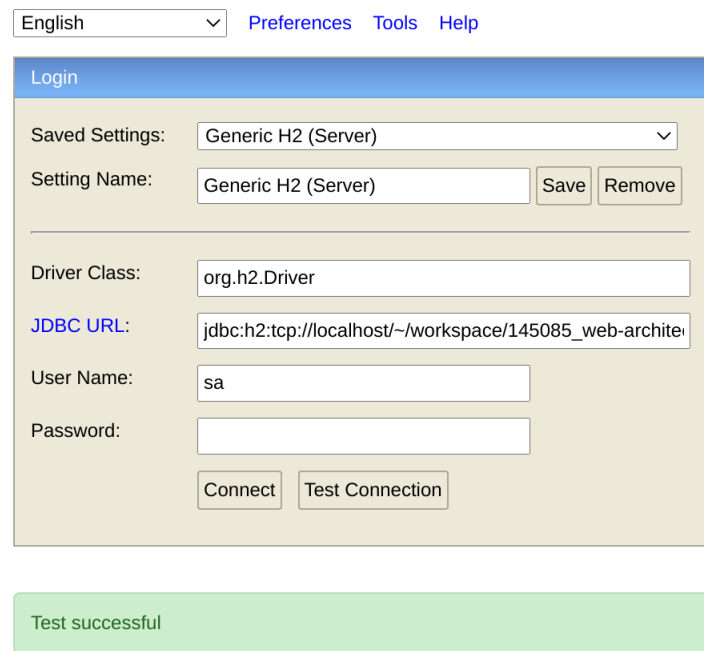 English Preferences Tools Help
Login
Saved Settings: Generic H2 (Server)
Setting Name: Generic H2 (Server) Save Remove
Driver Class: org.h2.Driver
JDBC URL: jdbc:h2:tcp://localhost/~/workspace/145085_web-archite
User Name: sa
Password:
Connect Test Connection
Test successful